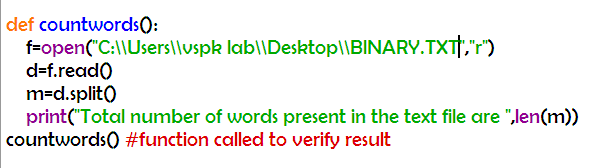 def countwords():
    f=open("C:\\Users\\vspk lab\\Desktop\\BINARY.TXT","r")
    d=f.read()
    m=d.split()
    print("Total number of words present in the text file are ",len(m))
countwords() #function called to verify result